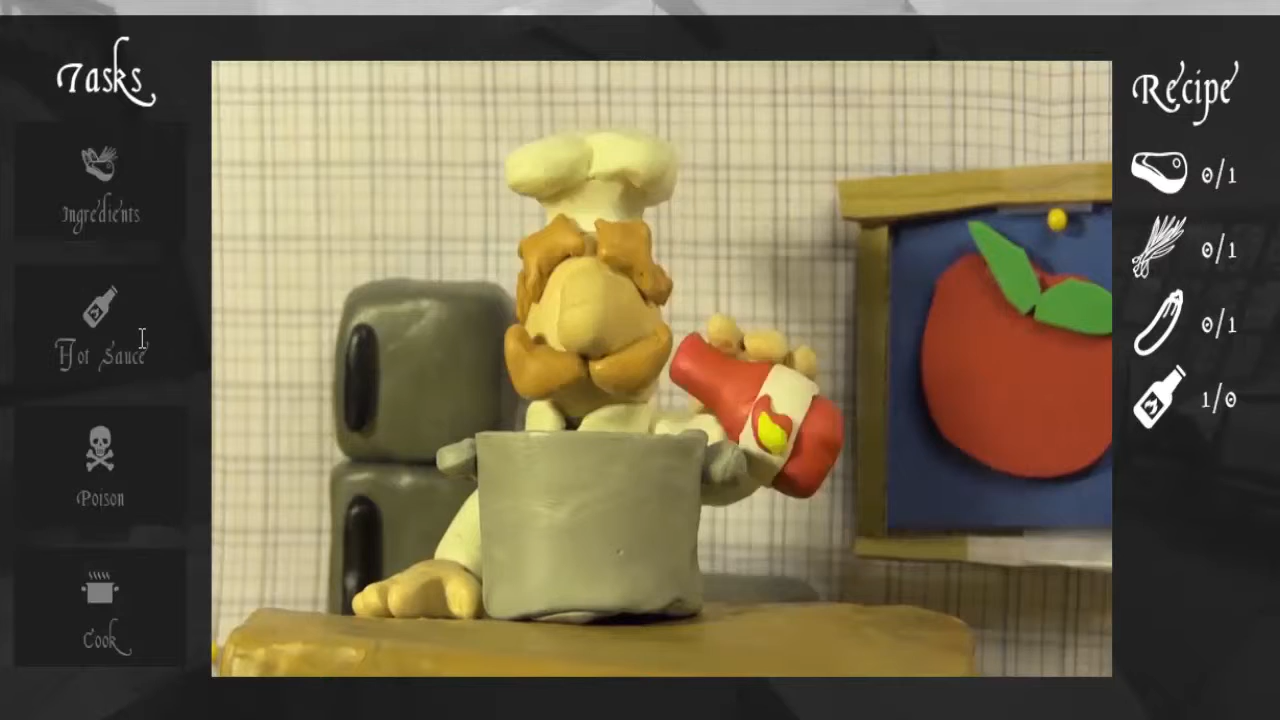 Tasks
Ingredients
Hot Sauce
Poison
Cook
Recipe
0/1
0/1
0/1
1/0